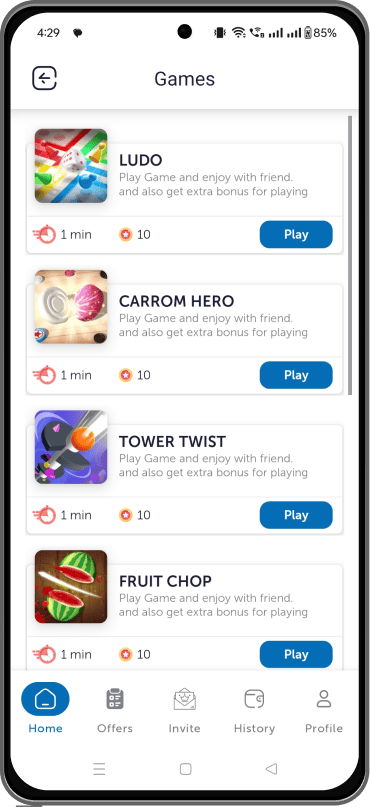 4:29
85%
Games
LUDO
Play Game and enjoy with friend.
and also get extra bonus for playing
1 min
10
Play
CARROM HERO
Play Game and enjoy with friend.
and also get extra bonus for playing
1 min
10
Play
TOWER TWIST
Play Game and enjoy with friend.
and also get extra bonus for playing
1 min
10
Play
FRUIT CHOP
Play Game and enjoy with friend.
and also get extra bonus for playing
1 min
10
Play
Home
Offers
Invite
History
Profile